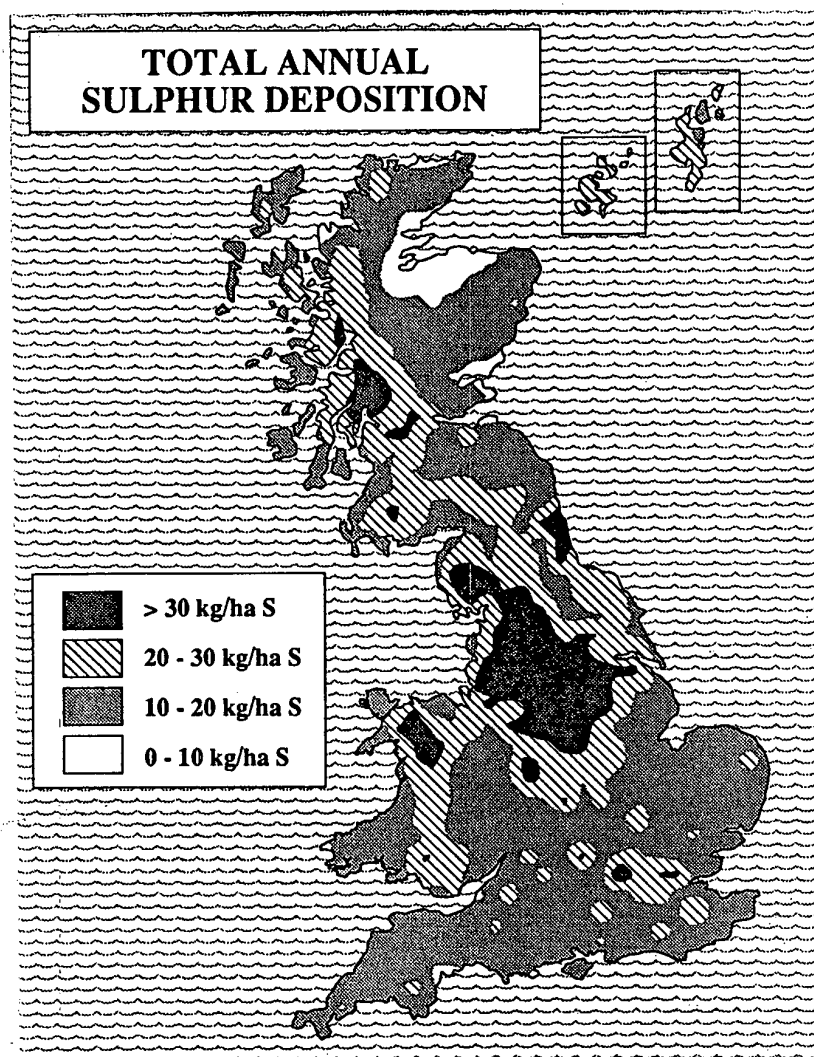 TOTAL ANNUAL
SULPHUR DEPOSITION
> 30 kg/ha S
20 - 30 kg/ha S
10 - 20 kg/ha S
0 - 10 kg/ha S